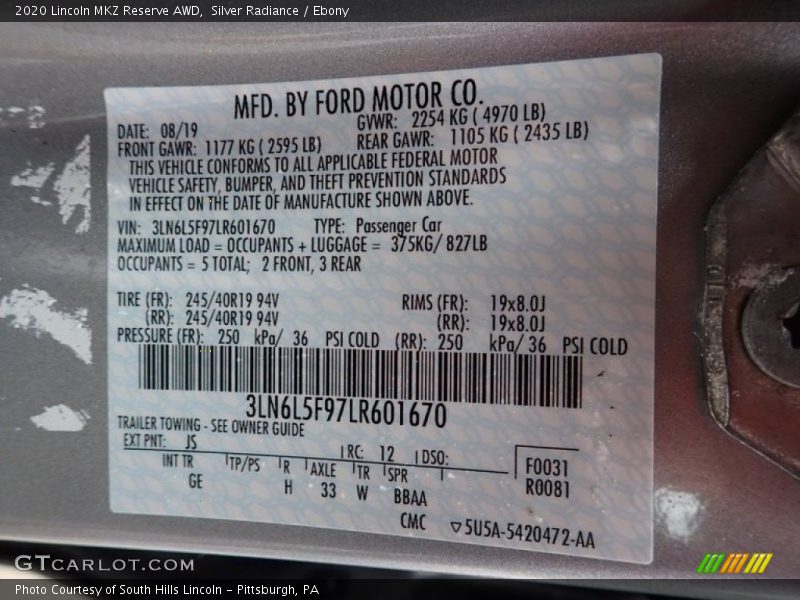 2020 Lincoln MKZ Reserve AWD, Silver Radiance / Ebony
MFD. BY FORD MOTOR CO.
DATE: 08/19 GVWR: 2254 KG ( 4970 LB)
FRONT GAWR: 1177 KG ( 2595 LB) REAR GAWR: 1105 KG ( 2435 LB)
THIS VEHICLE CONFORMS TO ALL APPLICABLE FEDERAL MOTOR
VEHICLE SAFETY, BUMPER, AND THEFT PREVENTION STANDARDS
IN EFFECT ON THE DATE OF MANUFACTURE SHOWN ABOVE.
VIN: 3LN6L5F97LR601670 TYPE: Passenger Car
MAXIMUM LOAD = OCCUPANTS + LUGGAGE = 375KG/ 827LB
OCCUPANTS = 5 TOTAL; 2 FRONT, 3 REAR
TIRE (FR): 245/40R19 94V RIMS (FR): 19x8.0J
(RR): 245/40R19 94V (RR): 19x8.0J
PRESSURE (FR): 250 kPa/ 36 PSI COLD (RR): 250 kPa/ 36 PSI COLD
3LN6L5F97LR601670
TRAILER TOWING - SEE OWNER GUIDE
EXT PNT: JS RC: 12 DSO: F0031
INT TR TP/PS R AXLE TR SPR R0081
GE H 33 W BBAA
CMC ▽5U5A-5420472-AA
GTCARLOT.COM
Photo Courtesy of South Hills Lincoln - Pittsburgh, PA